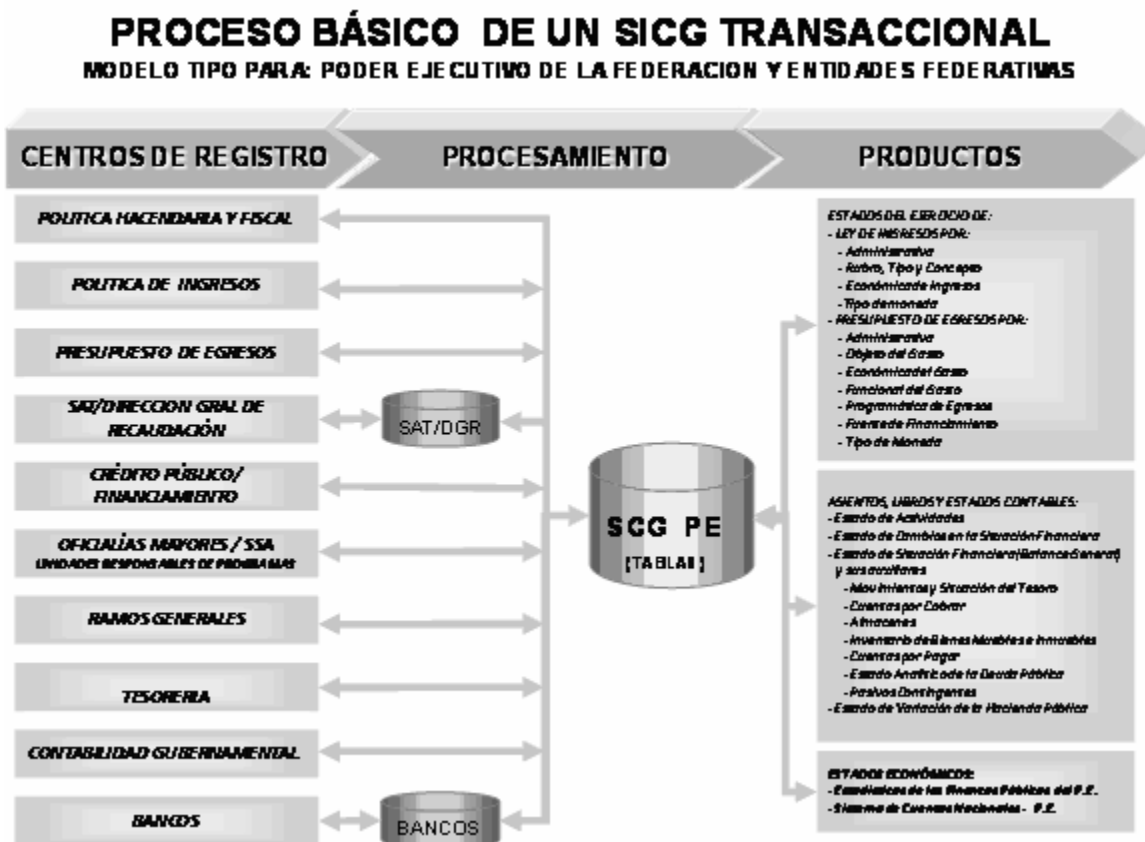 PROCESO BÁSICO DE UN SICG TRANSACCIONAL
MODELO TIPO PARA: PODER EJECUTIVO DE LA FEDERACION Y ENTIDADES FEDERATIVAS
CENTROS DE REGISTRO
POLITICA HACENDARIA Y FISCAL
POLITICA DE INGRESOS
PRESUPUESTO DE EGRESOS
SAT/DIRECCION GRAL DE
RECAUDACIÓN
CRÉDITO PÚBLICO/
FINANCIAMIENTO
OFICIALÍAS MAYORES / SSA
UNIDADES RESPONSABLES DE PROGRAMAS
RAMOS GENERALES
TESORERIA
CONTABILIDAD GUBERNAMENTAL
BANCOS
PROCESAMIENTO
SAT/DGR
SCG PE
BANCOS
PRODUCTOS
ESTADOS DEL EJERCICIO DE:
- LEY DE INGRESOS POR:
- Administrativa
- Rubro, Tipo y Concepto
- Económica de Ingresos
- Tipo de moneda
- PRESUPUESTO DE EGRESOS POR:
- Administrativa
- Objeto del Gasto
- Económica del Gasto
- Funcional del Gasto
- Programática de Egresos
- Fuente de Financiamiento
- Tipo de Moneda
ASIENTOS, LIBROS Y ESTADOS CONTABLES:
- Estado de Actividades
- Estado de Cambios en la Situación Financiera
- Estado de Situación Financiera (Balance General)
y sus auxiliares
- Movimientos y Situación del Tesoro
- Cuentas por Cobrar
- Almacenes
- Inventario de Bienes Muebles e Inmuebles
- Cuentas por Pagar
- Estado Analítico de la Deuda Pública
- Pasivos Contingentes
- Estado de Variación de la Hacienda Pública
ESTADOS ECONÓMICOS:
- Estadísticas de las Finanzas Públicas del P.E.
- Sistema de Cuentas Nacionales - P.E.